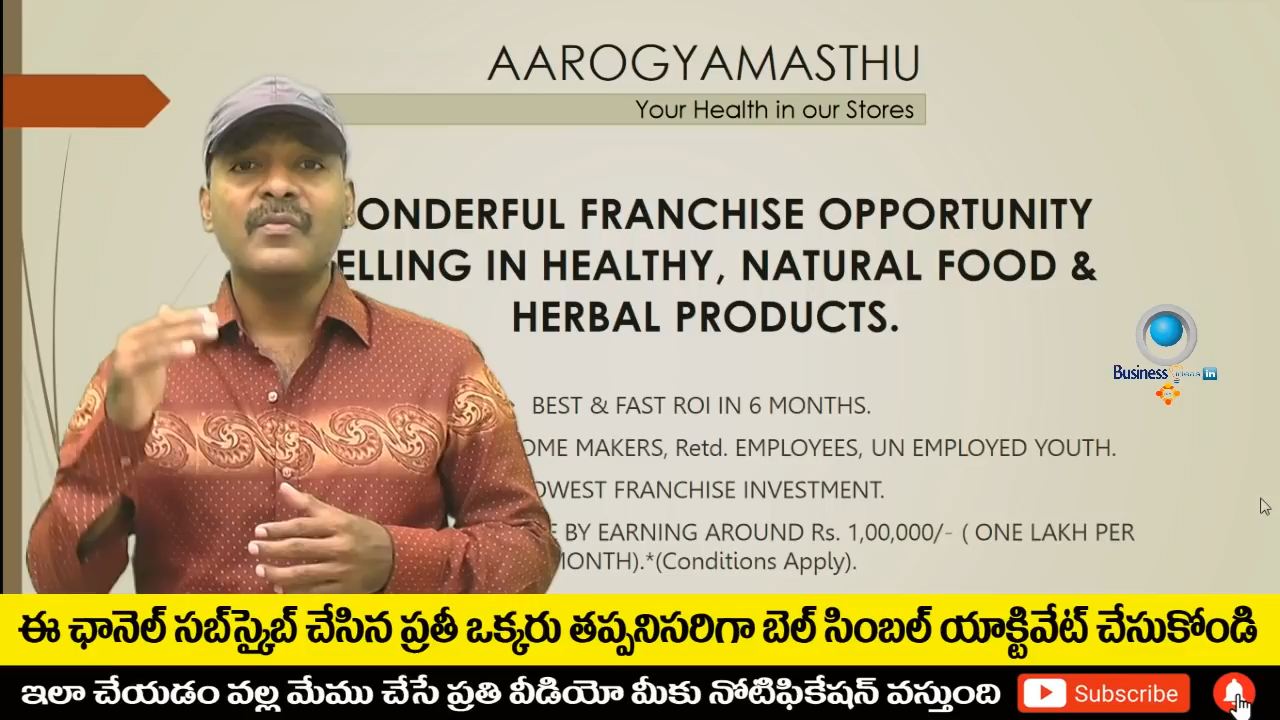 AAROGYAMASTHU
Your Health in our Stores
ONDERFUL FRANCHISE OPPORTUNITY
ELLING IN HEALTHY, NATURAL FOOD &
HERBAL PRODUCTS.
Business ideas in
BEST & FAST ROI IN 6 MONTHS.
OME MAKERS, Retd. EMPLOYEES, UN EMPLOYED YOUTH.
OWEST FRANCHISE INVESTMENT.
E BY EARNING AROUND Rs. 1,00,000/- ( ONE LAKH PER
MONTH).*(Conditions Apply).
ఈ ఛానెల్ సబ్‌స్క్రైబ్ చేసిన ప్రతీ ఒక్కరు తప్పనిసరిగా బెల్ సింబల్ యాక్టివేట్ చేసుకోండి
ఇలా చేయడం వల్ల మేము చేసే ప్రతి వీడియో మీకు నోటిఫికేషన్ వస్తుంది
Subscribe